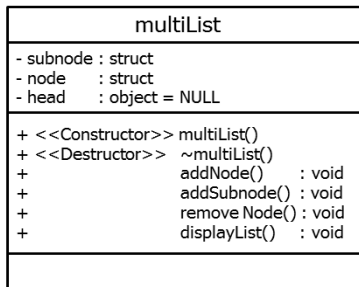 multiList
- subnode : struct
- node : struct
- head : object = NULL
+ <<Constructor>> multiList()
+ <<Destructor>> ~multiList()
+ addNode() : void
+ addSubnode() : void
+ remove Node() : void
+ displayList() : void